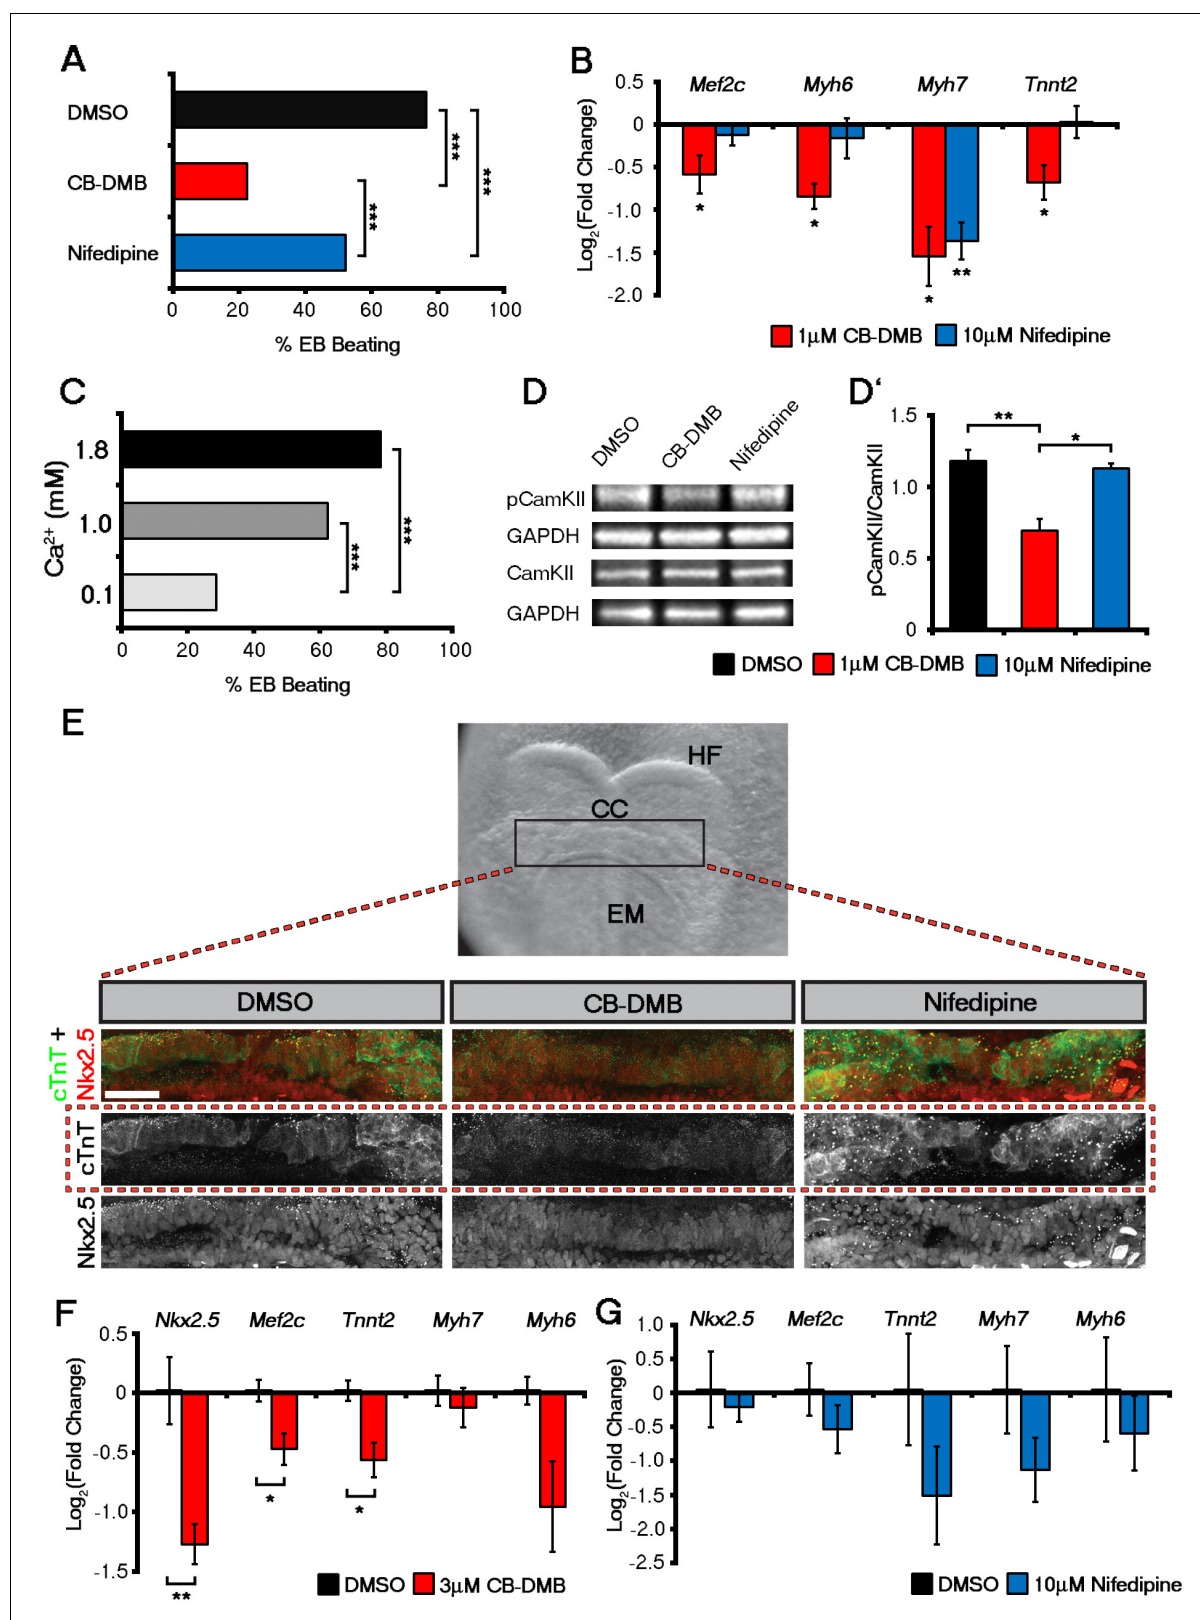 A
DMSO
CB-DMB
Nifedipine
***
***
***
0 20 40 60 80 100
% EB Beating
B
Mef2c Myh6 Myh7 Tnnt2
Log2(Fold Change)
0.5
0
-0.5
-1.0
-1.5
-2.0
* * * ** *
1µM CB-DMB 10µM Nifedipine
C
Ca2+ (mM)
1.8
1.0
0.1
***
***
0 20 40 60 80 100
% EB Beating
D
DMSO CB-DMB Nifedipine
pCamKII
GAPDH
CamKII
GAPDH
D'
pCamKII/CamKII
1.5
1.0
0.5
0
** *
DMSO 1µM CB-DMB 10µM Nifedipine
E
HF
CC
EM
DMSO CB-DMB Nifedipine
cTnT +
Nkx2.5
cTnT
Nkx2.5
F
Nkx2.5 Mef2c Tnnt2 Myh7 Myh6
Log2(Fold Change)
0.5
0
-0.5
-1.0
-1.5
** * *
DMSO 3µM CB-DMB
G
Nkx2.5 Mef2c Tnnt2 Myh7 Myh6
Log2(Fold Change)
1.0
0.5
0
-0.5
-1.0
-1.5
-2.0
-2.5
DMSO 10µM Nifedipine